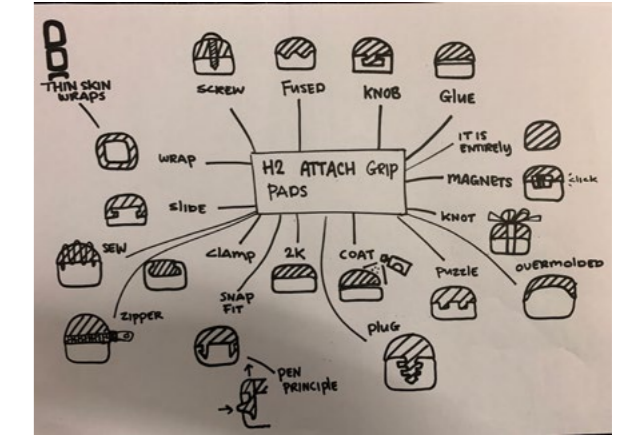 THIN SKIN
WRAPS
SCREW
FUSED
KNOB
GLUE
WRAP
H2 ATTACH GRIP
PADS
IT IS
ENTIRELY
MAGNETS
click
SLIDE
KNOT
SEW
CLAMP
2K
COAT
PUZZLE
OVERMOLDED
ZIPPER
SNAP
FIT
PLUG
PEN
PRINCIPLE